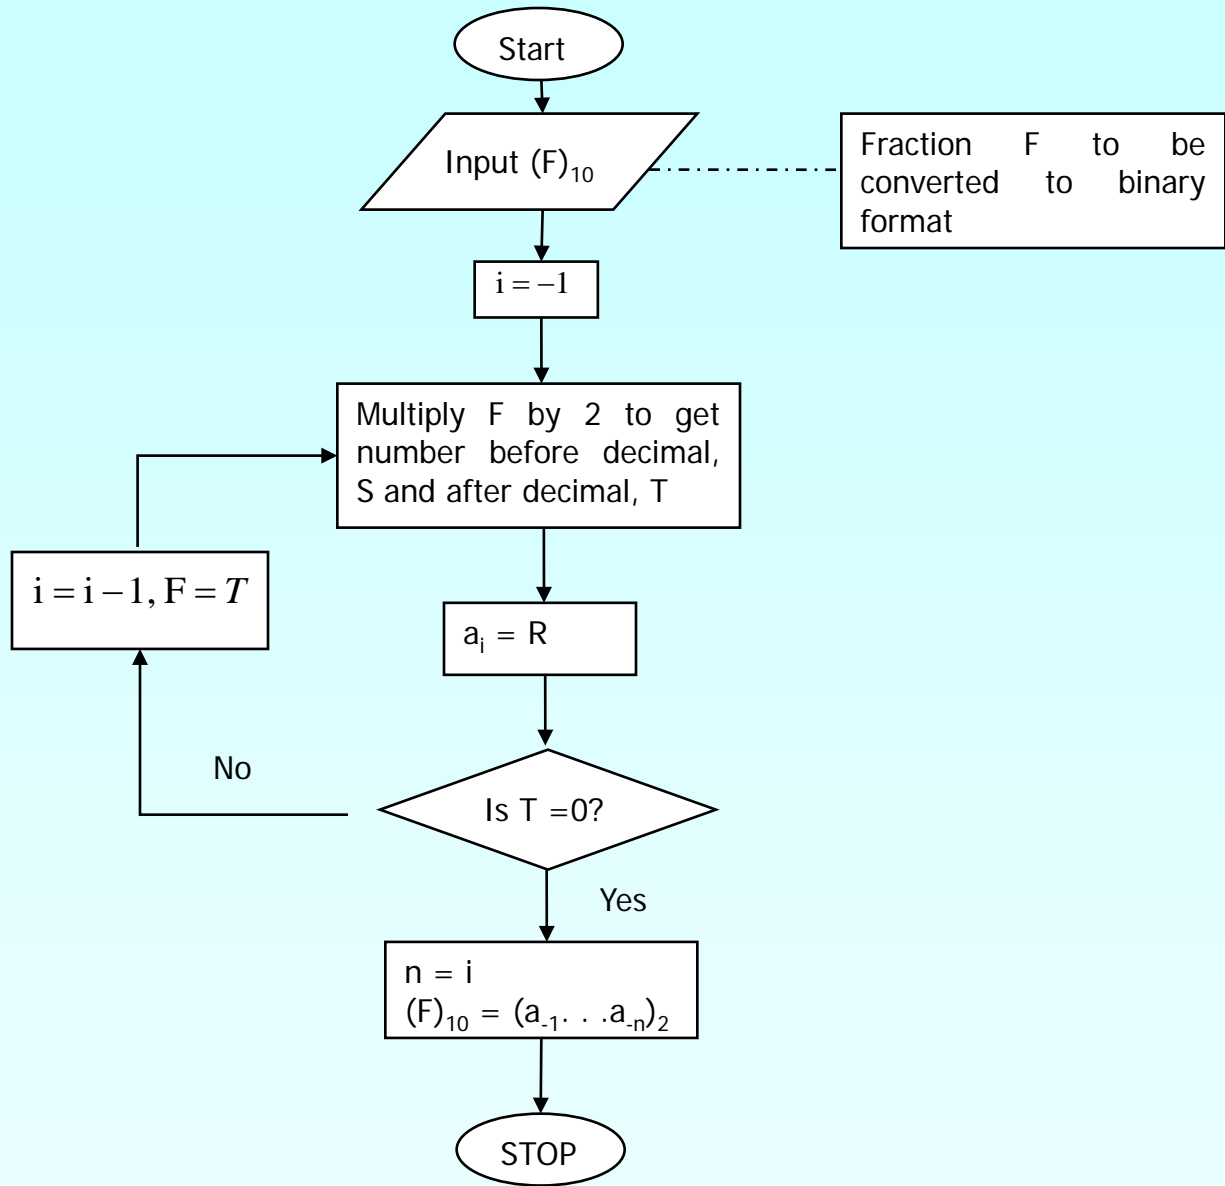 Start
Input (F)₁₀
Fraction F to be
converted to binary
format
i = −1
Multiply F by 2 to get
number before decimal,
S and after decimal, T
i = i − 1, F = T
aᵢ = R
No
Is T =0?
Yes
n = i
(F)₁₀ = (a₋₁. . .a₋ₙ)₂
STOP